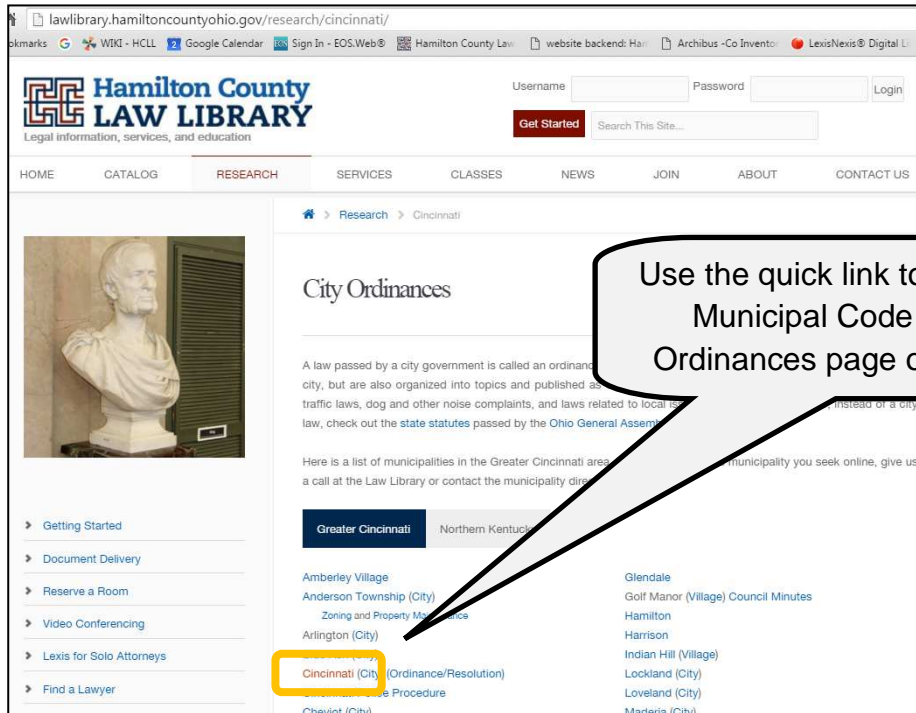 lawlibrary.hamiltoncountyohio.gov/research/cincinnati/
okmarks G WIKI - HCLL 2 Google Calendar EOS Sign In - EOS.Web® Hamilton County Law website backend: Ham Archibus -Co Invento LexisNexis® Digital Li
Hamilton County
LAW LIBRARY
Legal information, services, and education
Username Password Login
Get Started Search This Site...
HOME CATALOG RESEARCH SERVICES CLASSES NEWS JOIN ABOUT CONTACT US
> Research > Cincinnati
City Ordinances
Use the quick link to
Municipal Code
Ordinances page
A law passed by a city government is called an ordinanc
city, but are also organized into topics and published as
traffic laws, dog and other noise complaints, and laws related to local instead of a city
law, check out the state statutes passed by the Ohio General Assemb
Here is a list of municipalities in the Greater Cincinnati area municipality you seek online, give us
a call at the Law Library or contact the municipality dire
Getting Started
Document Delivery
Reserve a Room
Video Conferencing
Lexis for Solo Attorneys
Find a Lawyer
Greater Cincinnati Northern Kentuck
Amberley Village
Anderson Township (City)
Zoning and Property
Arlington (City)
Cincinnati (City) (Ordinance/Resolution)
Procedure
Cheviot (City)
Glendale
Golf Manor (Village) Council Minutes
Hamilton
Harrison
Indian Hill (Village)
Lockland (City)
Loveland (City)
Maderia (City)